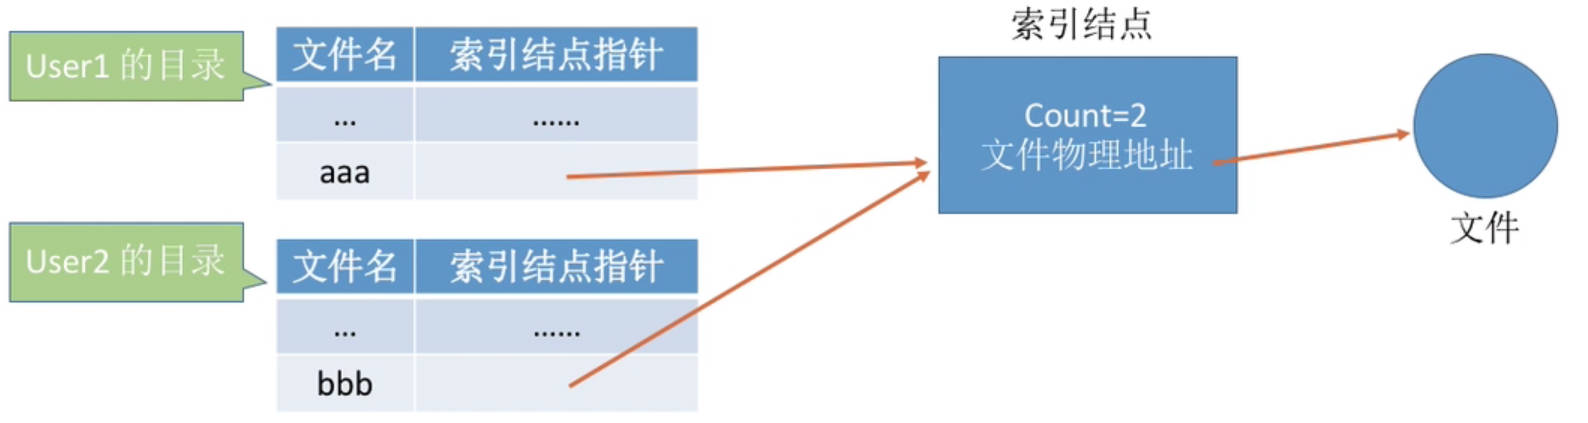 User1 的目录
文件名 索引结点指针
... ......
aaa
User2 的目录
文件名 索引结点指针
... ......
bbb
索引结点
Count=2
文件物理地址
文件